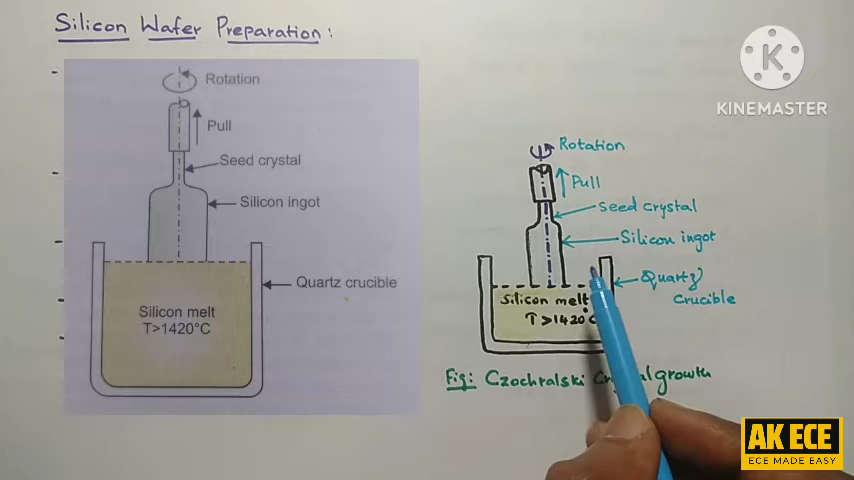 Silicon Wafer Preparation:
Rotation
Pull
Seed crystal
Silicon ingot
Quartz crucible
Silicon melt
T>1420°C
Rotation
Pull
Seed crystal
Silicon ingot
Quartz
crucible
Silicon melt
T>1420°C
Fig: Czochralski Crystal growth
KINEMASTER
AK ECE
ECE MADE EASY